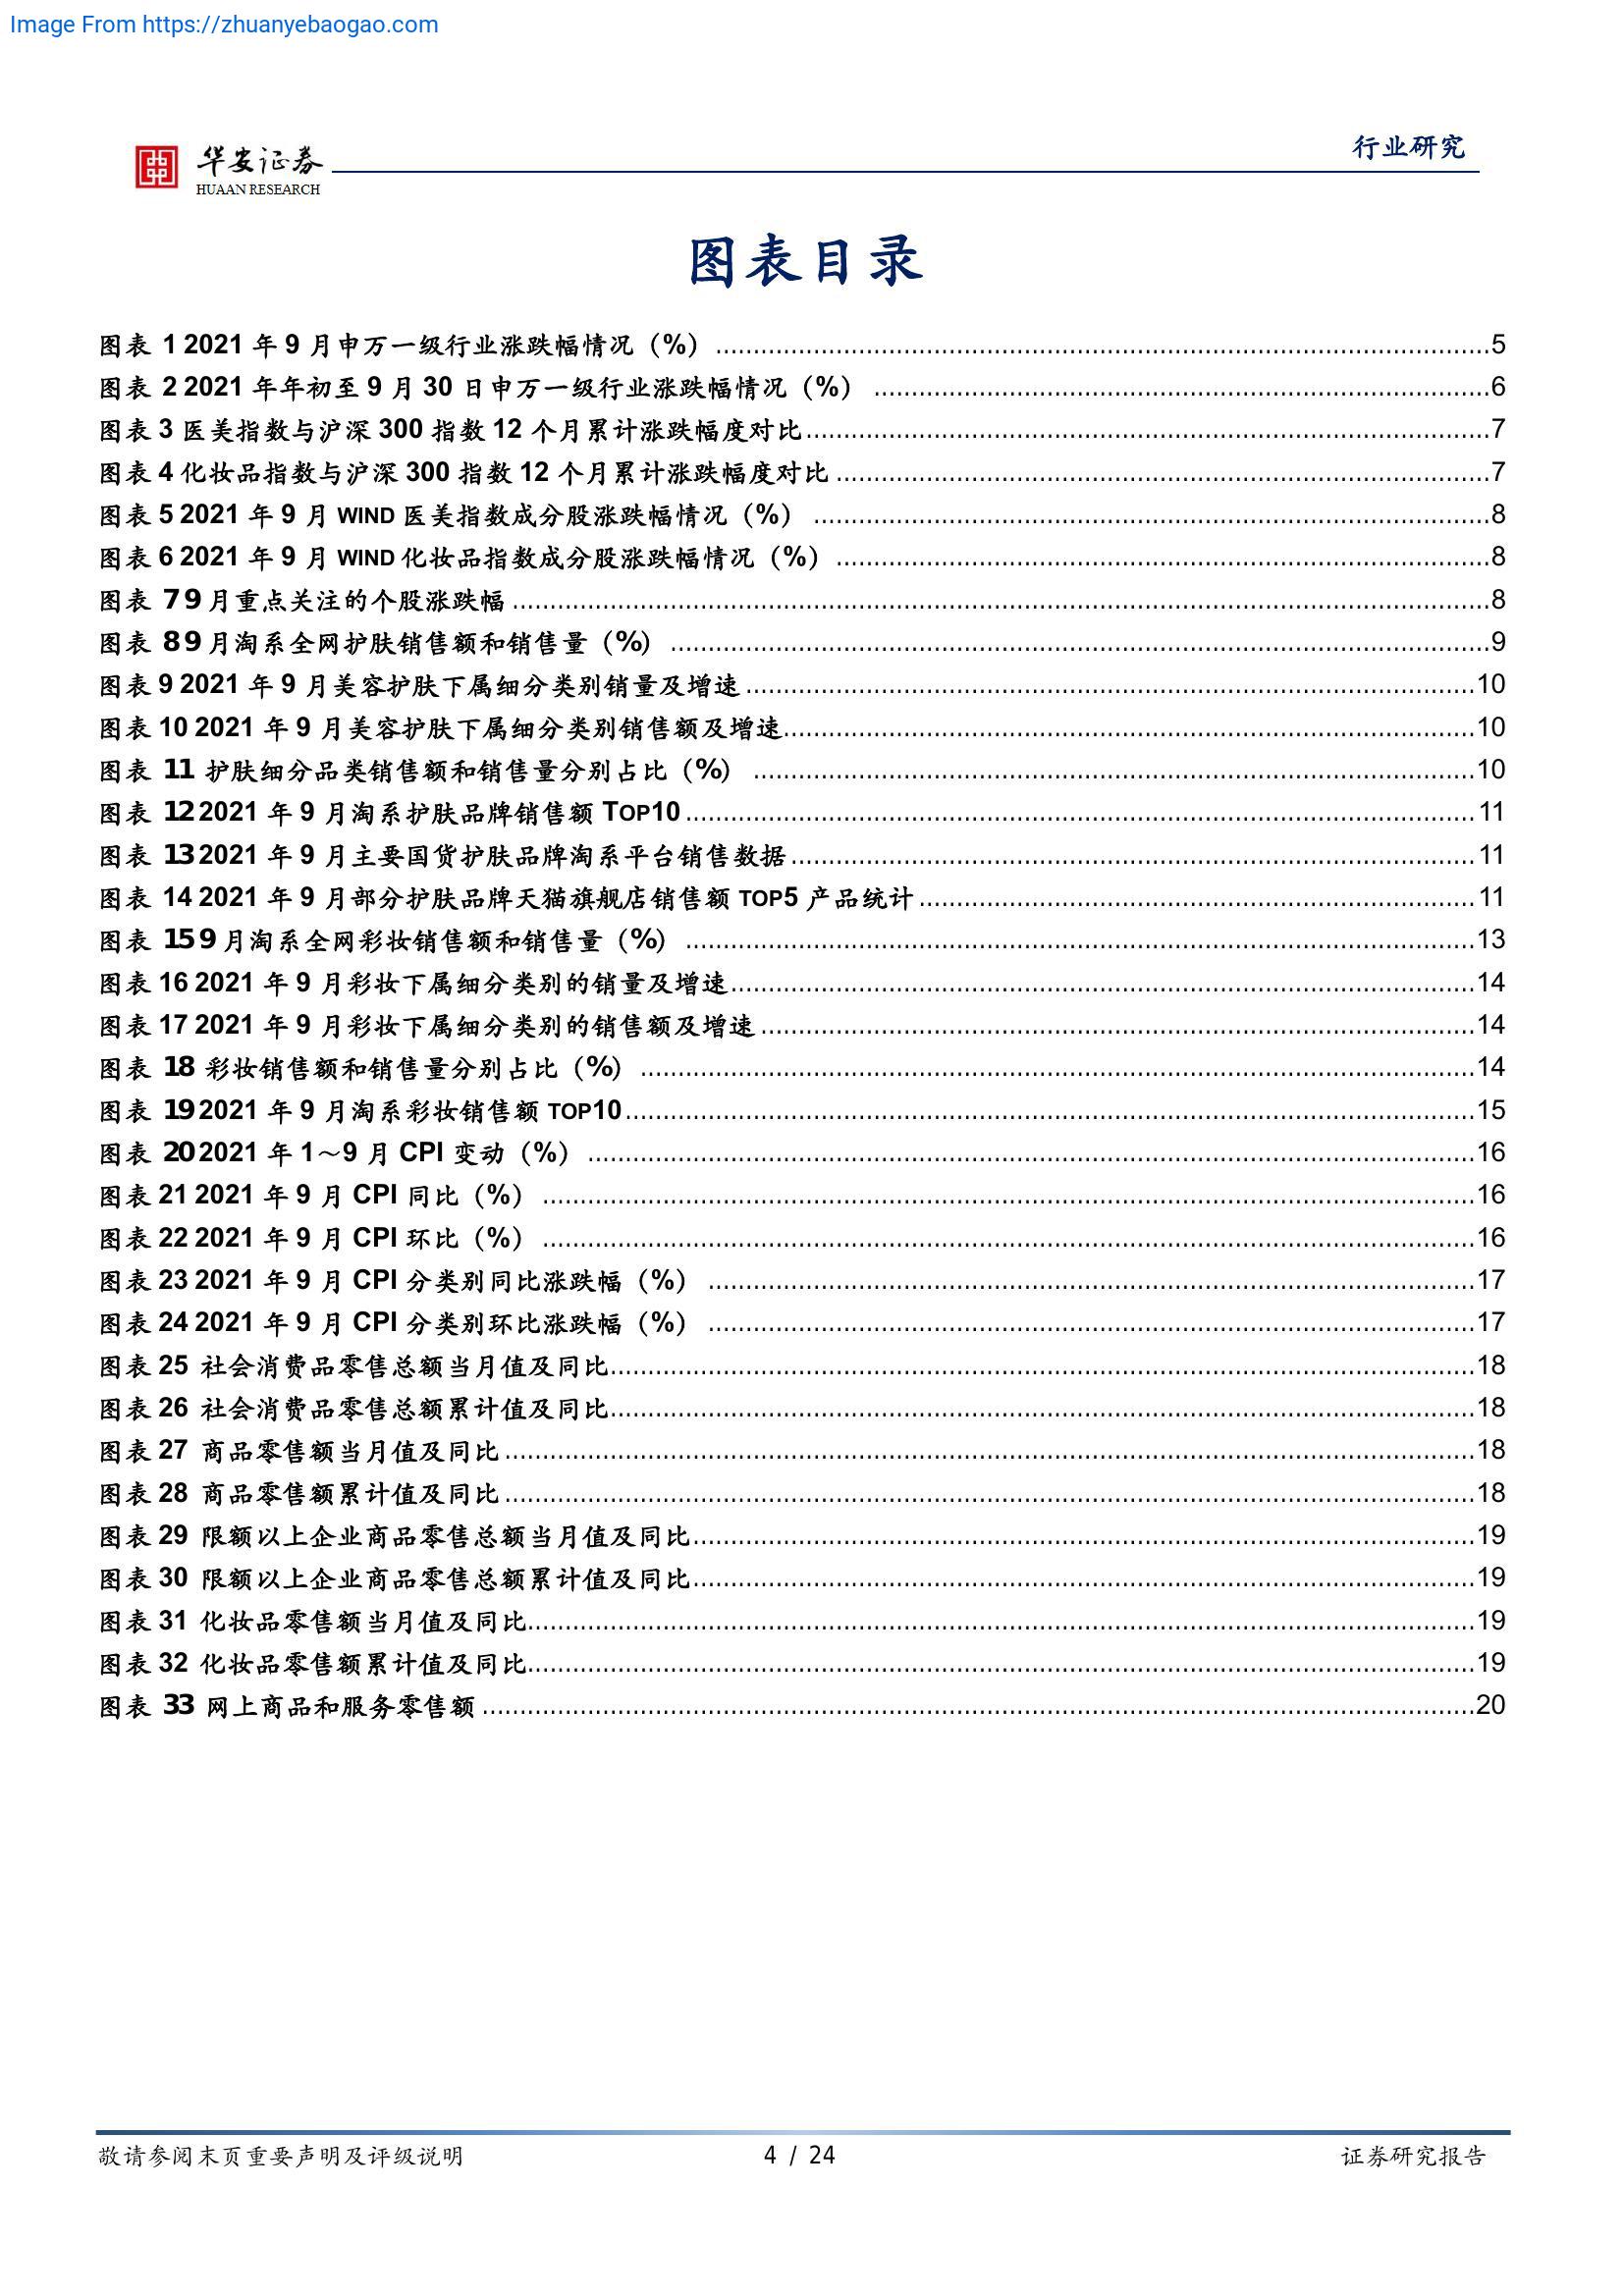 Image From https://zhuanyebaogao.com
华安证券
HUAAN RESEARCH
行业研究
图表目录
图表 1 2021 年 9 月申万一级行业涨跌幅情况（%） ........ 5
图表 2 2021 年年初至 9 月 30 日申万一级行业涨跌幅情况（%） ........ 6
图表 3 医美指数与沪深 300 指数 12 个月累计涨跌幅度对比 ........ 7
图表 4 化妆品指数与沪深 300 指数 12 个月累计涨跌幅度对比 ........ 7
图表 5 2021 年 9 月 WIND 医美指数成分股涨跌幅情况（%） ........ 8
图表 6 2021 年 9 月 WIND 化妆品指数成分股涨跌幅情况（%） ........ 8
图表 7 9 月重点关注的个股涨跌幅 ........ 8
图表 8 9 月淘系全网护肤销售额和销售量（%） ........ 9
图表 9 2021 年 9 月美容护肤下属细分类别销量及增速 ........ 10
图表 10 2021 年 9 月美容护肤下属细分类别销售额及增速 ........ 10
图表 11 护肤细分品类销售额和销售量分别占比（%） ........ 10
图表 12 2021 年 9 月淘系护肤品牌销售额 TOP10 ........ 11
图表 13 2021 年 9 月主要国货护肤品牌淘系平台销售数据 ........ 11
图表 14 2021 年 9 月部分护肤品牌天猫旗舰店销售额 TOP5 产品统计 ........ 11
图表 15 9 月淘系全网彩妆销售额和销售量（%） ........ 13
图表 16 2021 年 9 月彩妆下属细分类别的销量及增速 ........ 14
图表 17 2021 年 9 月彩妆下属细分类别的销售额及增速 ........ 14
图表 18 彩妆销售额和销售量分别占比（%） ........ 14
图表 19 2021 年 9 月淘系彩妆销售额 TOP10 ........ 15
图表 20 2021 年 1～9 月 CPI 变动（%） ........ 16
图表 21 2021 年 9 月 CPI 同比（%） ........ 16
图表 22 2021 年 9 月 CPI 环比（%） ........ 16
图表 23 2021 年 9 月 CPI 分类别同比涨跌幅（%） ........ 17
图表 24 2021 年 9 月 CPI 分类别环比涨跌幅（%） ........ 17
图表 25 社会消费品零售总额当月值及同比 ........ 18
图表 26 社会消费品零售总额累计值及同比 ........ 18
图表 27 商品零售额当月值及同比 ........ 18
图表 28 商品零售额累计值及同比 ........ 18
图表 29 限额以上企业商品零售总额当月值及同比 ........ 19
图表 30 限额以上企业商品零售总额累计值及同比 ........ 19
图表 31 化妆品零售额当月值及同比 ........ 19
图表 32 化妆品零售额累计值及同比 ........ 19
图表 33 网上商品和服务零售额 ........ 20
敬请参阅末页重要声明及评级说明
4 / 24
证券研究报告